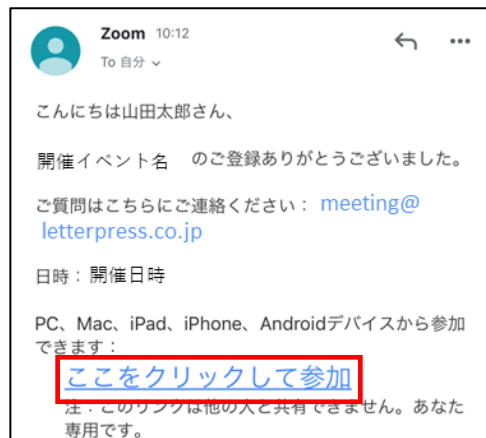 Zoom 10:12
To 自分
こんにちは山田太郎さん、
開催イベント名 のご登録ありがとうございました。
ご質問はこちらにご連絡ください： meeting@
letterpress.co.jp
日時：開催日時
PC、Mac、iPad、iPhone、Androidデバイスから参加
できます：
ここをクリックして参加
注：このリンクは他の人と共有できません。あなた
専用です。